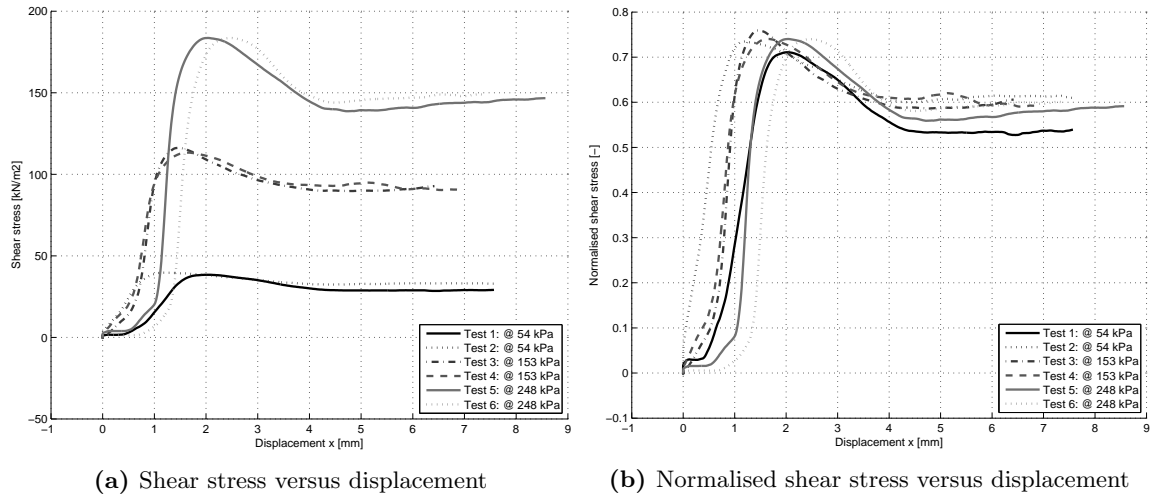 200
150
100
50
0
−50
−1 0 1 2 3 4 5 6 7 8 9
Shear stress [kN/m2]
Displacement x [mm]
Test 1: @ 54 kPa
Test 2: @ 54 kPa
Test 3: @ 153 kPa
Test 4: @ 153 kPa
Test 5: @ 248 kPa
Test 6: @ 248 kPa
(a) Shear stress versus displacement
0.8
0.7
0.6
0.5
0.4
0.3
0.2
0.1
0
−0.1
−1 0 1 2 3 4 5 6 7 8 9
Normalised shear stress [−]
Displacement x [mm]
Test 1: @ 54 kPa
Test 2: @ 54 kPa
Test 3: @ 153 kPa
Test 4: @ 153 kPa
Test 5: @ 248 kPa
Test 6: @ 248 kPa
(b) Normalised shear stress versus displacement